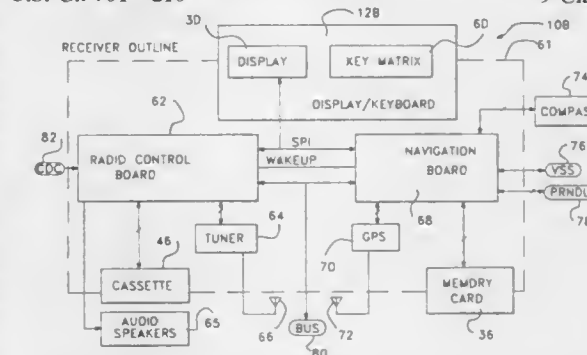 12B
3D
6D
10B
61
RECEIVER OUTLINE
DISPLAY
KEY MATRIX
74
62
DISPLAY/KEYBOARD
COMPAS
82
SPI
CDC
RADIO CONTROL
BOARD
WAKEUP
NAVIGATION
BOARD
76
VSS
PRNDL
64
68
78
46
TUNER
GPS
70
CASSETTE
MEMORY
CARD
AUDIO
SPEAKERS
65
66
72
36
BUS
80